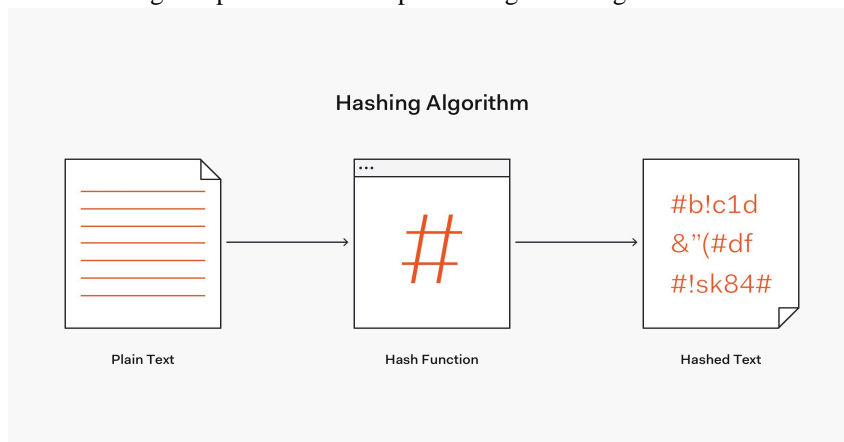 Hashing Algorithm
#
#b!c1d
&”(#df
#!sk84#
Plain Text
Hash Function
Hashed Text